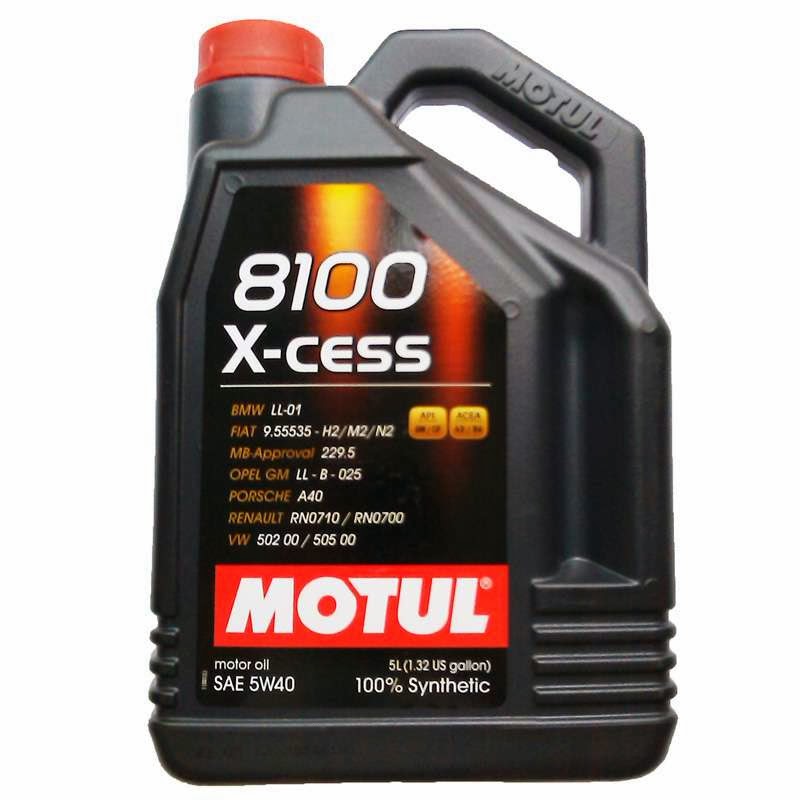 MOTUL
8100
X-cess
BMW LL-01
FIAT 9.55535 - H2/M2/N2
API
ACEA
MB-Approval 229.5
OPEL GM LL - B - 025
PORSCHE A40
RENAULT RN0710 / RN0700
VW 502 00 / 505 00
MOTUL®
motor oil
5L (1.32 US gallon)
SAE 5W40
100% Synthetic